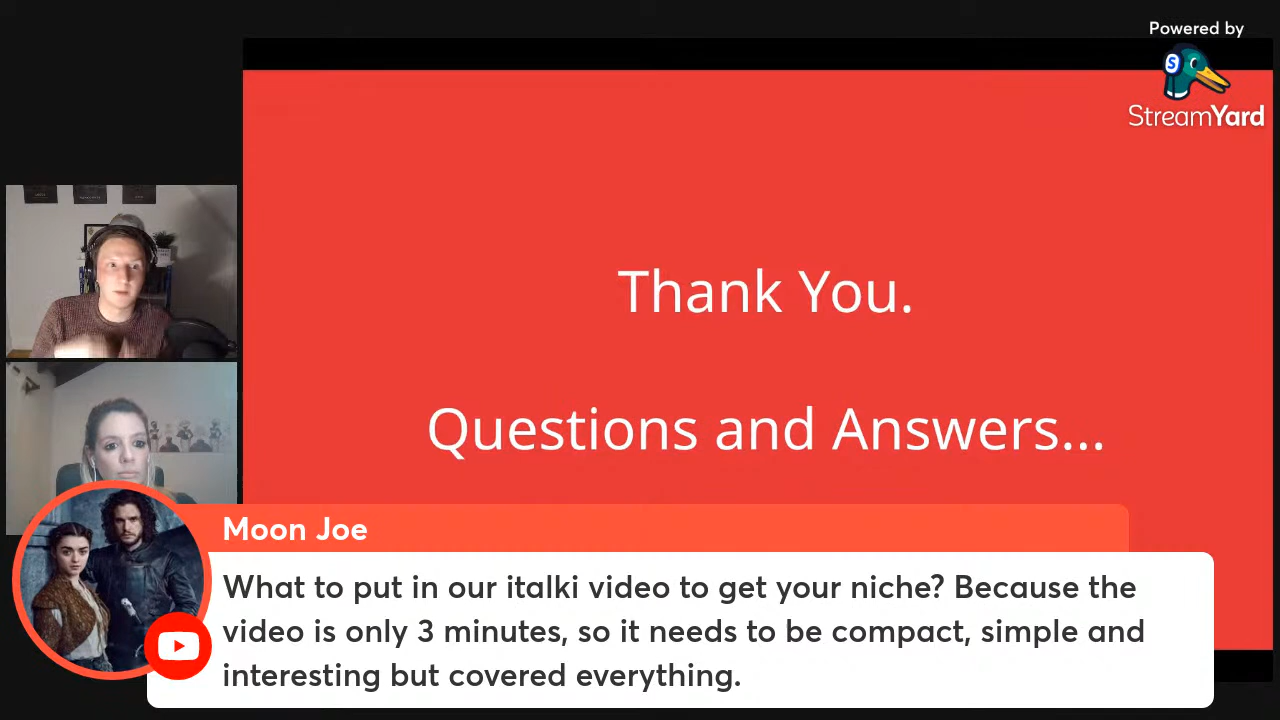 Powered by
StreamYard
Thank You.
Questions and Answers...
Moon Joe
What to put in our italki video to get your niche? Because the
video is only 3 minutes, so it needs to be compact, simple and
interesting but covered everything.